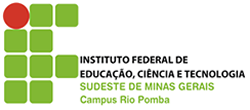 INSTITUTO FEDERAL DE
EDUCAÇÃO, CIÊNCIA E TECNOLOGIA
SUDESTE DE MINAS GERAIS
Campus Rio Pomba